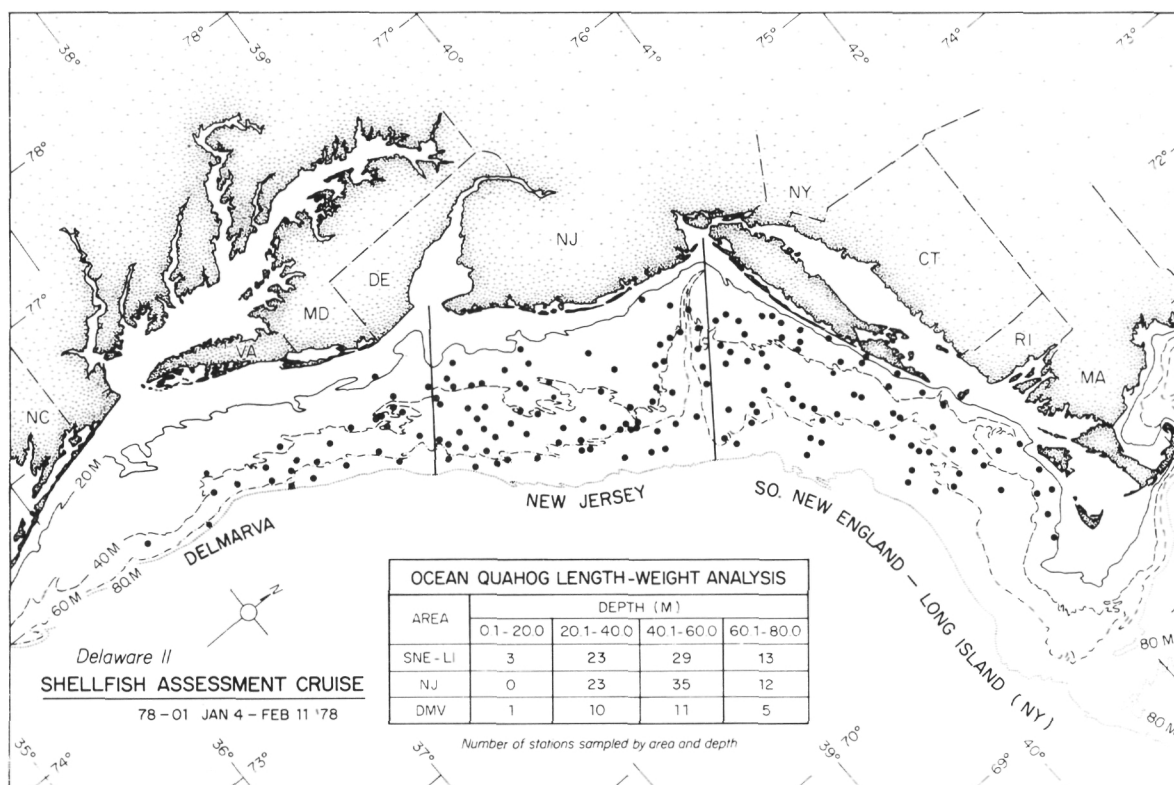 38° 78° 39° 77° 40° 76° 41° 75° 42° 74° 73°
78°
72°
NY
NJ
CT
DE
77°
MD
RI
VA
MA
NC
20 M
NEW JERSEY
SO. NEW ENGLAND – LONG ISLAND (NY)
DELMARVA
40 M
80 M
60 M
N
OCEAN QUAHOG LENGTH-WEIGHT ANALYSIS
AREA DEPTH (M)
0.1-20.0 20.1-40.0 40.1-60.0 60.1-80.0
SNE-LI 3 23 29 13
NJ 0 23 35 12
DMV 1 10 11 5
Number of stations sampled by area and depth
Delaware II
SHELLFISH ASSESSMENT CRUISE
78-01 JAN 4 - FEB 11 '78
80 M
80 M
35° 74° 36° 73° 37° 72° 38° 71° 39° 70° 40° 69°